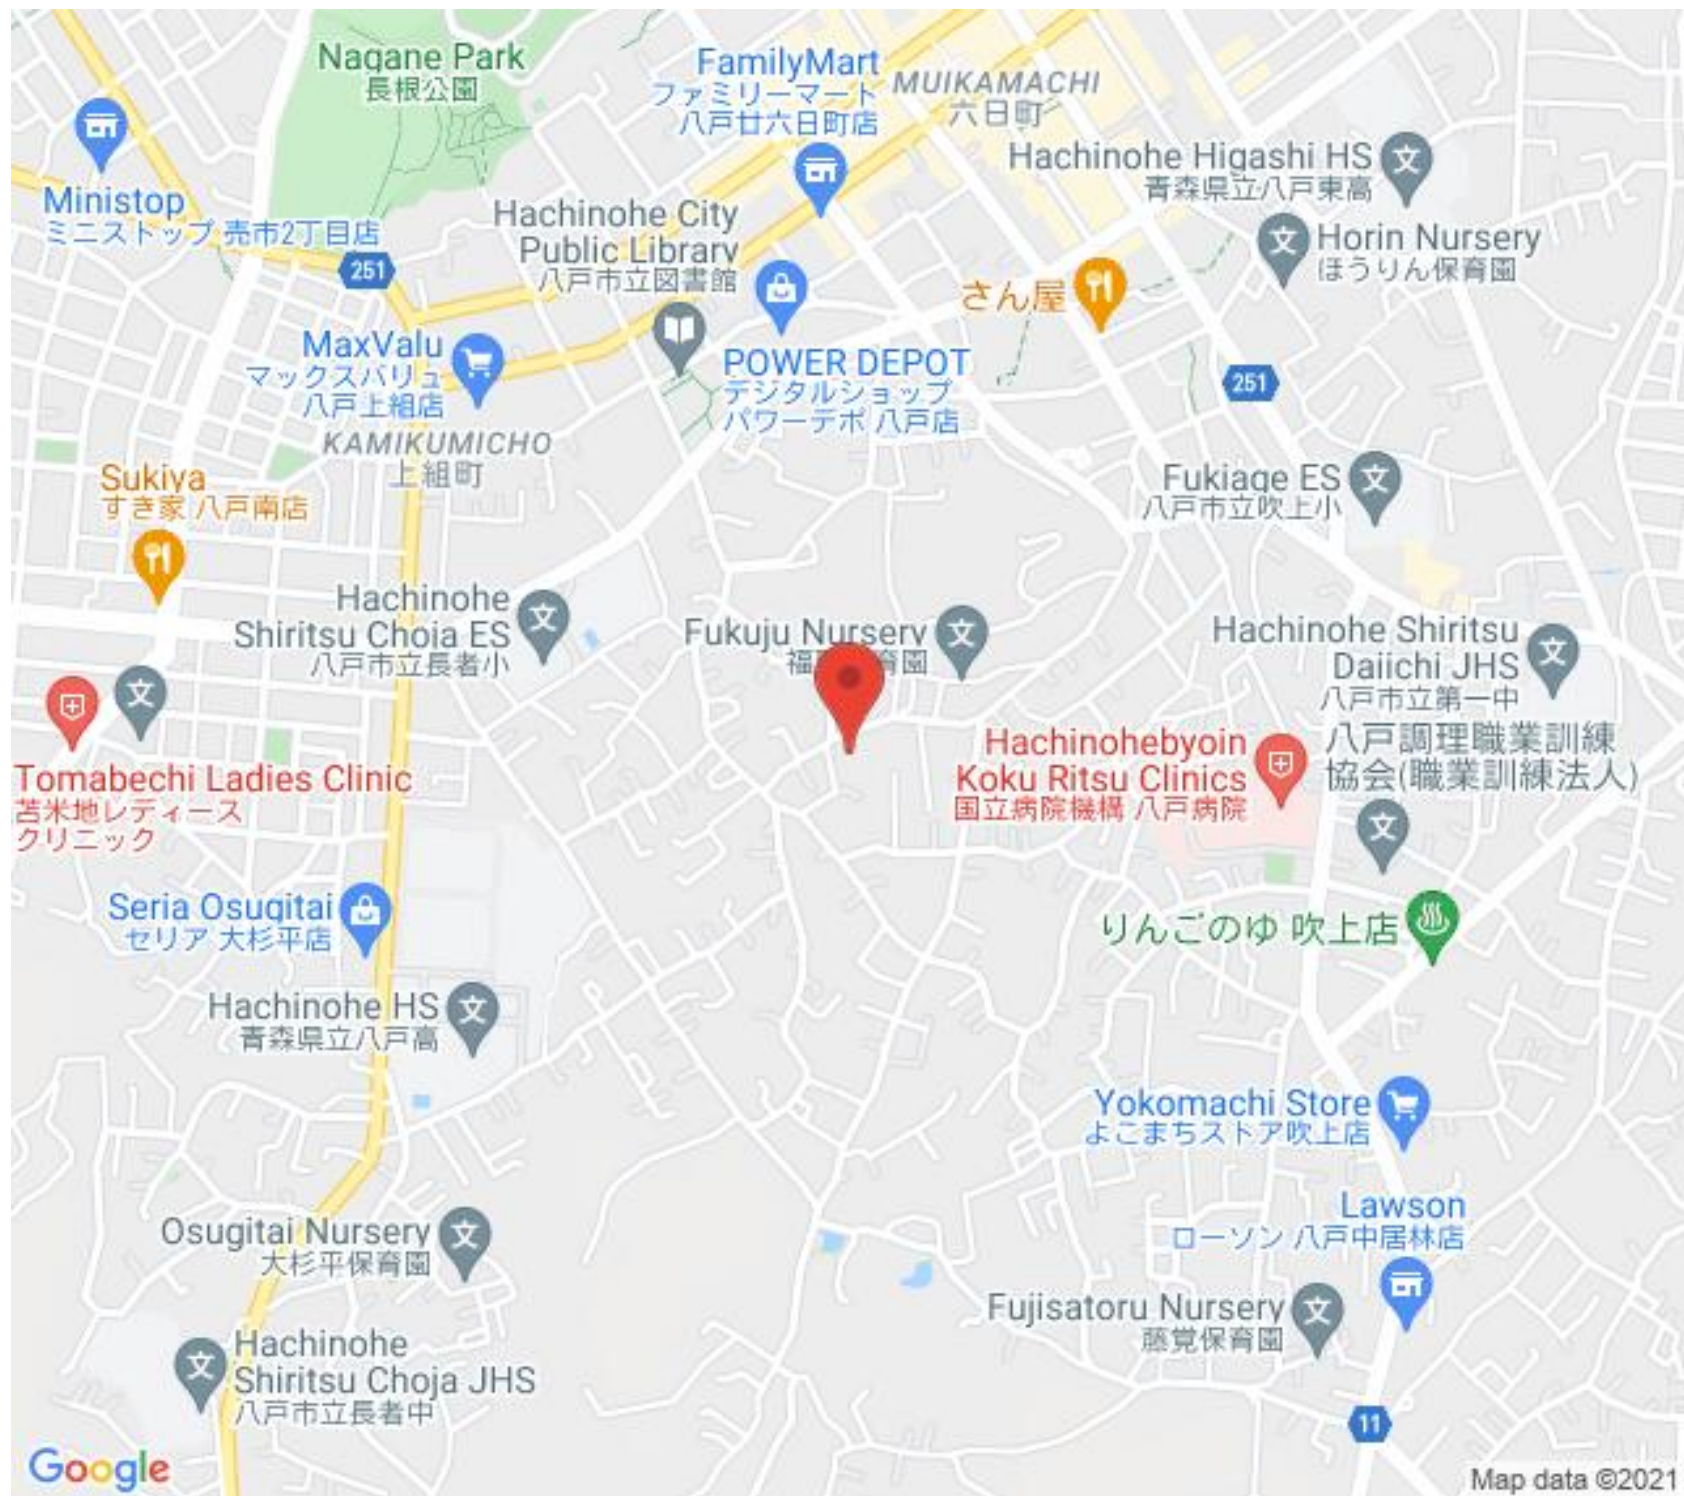 Nagane Park
長根公園
FamilyMart
ファミリーマート
八戸廿六日町店
MUIKAMACHI
六日町
Hachinohe Higashi HS
青森県立八戸東高
Ministop
ミニストップ 売市2丁目店
251
Hachinohe City
Public Library
八戸市立図書館
Horin Nursery
ほうりん保育園
さん屋
MaxValu
マックスバリュ
八戸上組店
POWER DEPOT
デジタルショップ
パワーデポ 八戸店
251
KAMIKUMICHO
上組町
Sukiya
すき家 八戸南店
Fukiage ES
八戸市立吹上小
Hachinohe
Shiritsu Choja ES
八戸市立長者小
Fukuju Nursery
育園
Hachinohe Shiritsu
Daiichi JHS
八戸市立第一中
Tomabechi Ladies Clinic
苫米地レディース
クリニック
Hachinohebyoin
Koku Ritsu Clinics
国立病院機構 八戸病院
八戸調理職業訓練
協会(職業訓練法人)
Seria Osugitai
セリア 大杉平店
りんごのゆ 吹上店
Hachinohe HS
青森県立八戸高
Yokomachi Store
よこまちストア吹上店
Osugitai Nursery
大杉平保育園
Lawson
ローソン 八戸中居林店
Fujisatoru Nursery
藤覚保育園
Hachinohe
Shiritsu Choja JHS
八戸市立長者中
11
Google
Map data ©2021